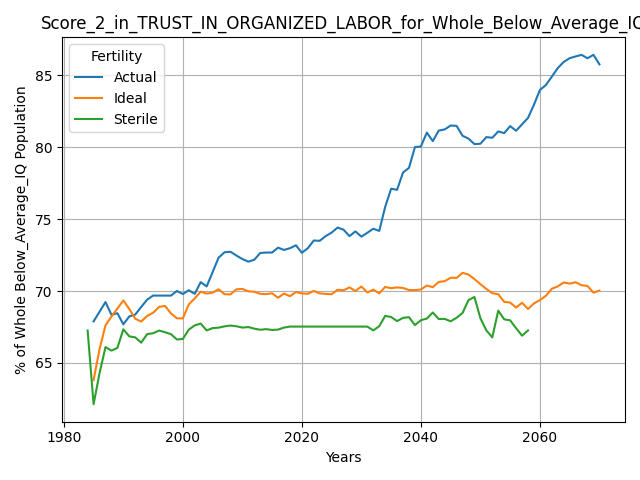 Score_2_in_TRUST_IN_ORGANIZED_LABOR_for_Whole_Below_Average_IQ
Fertility
Actual
Ideal
Sterile
% of Whole Below_Average_IQ Population
85
80
75
70
65
1980 2000 2020 2040 2060
Years